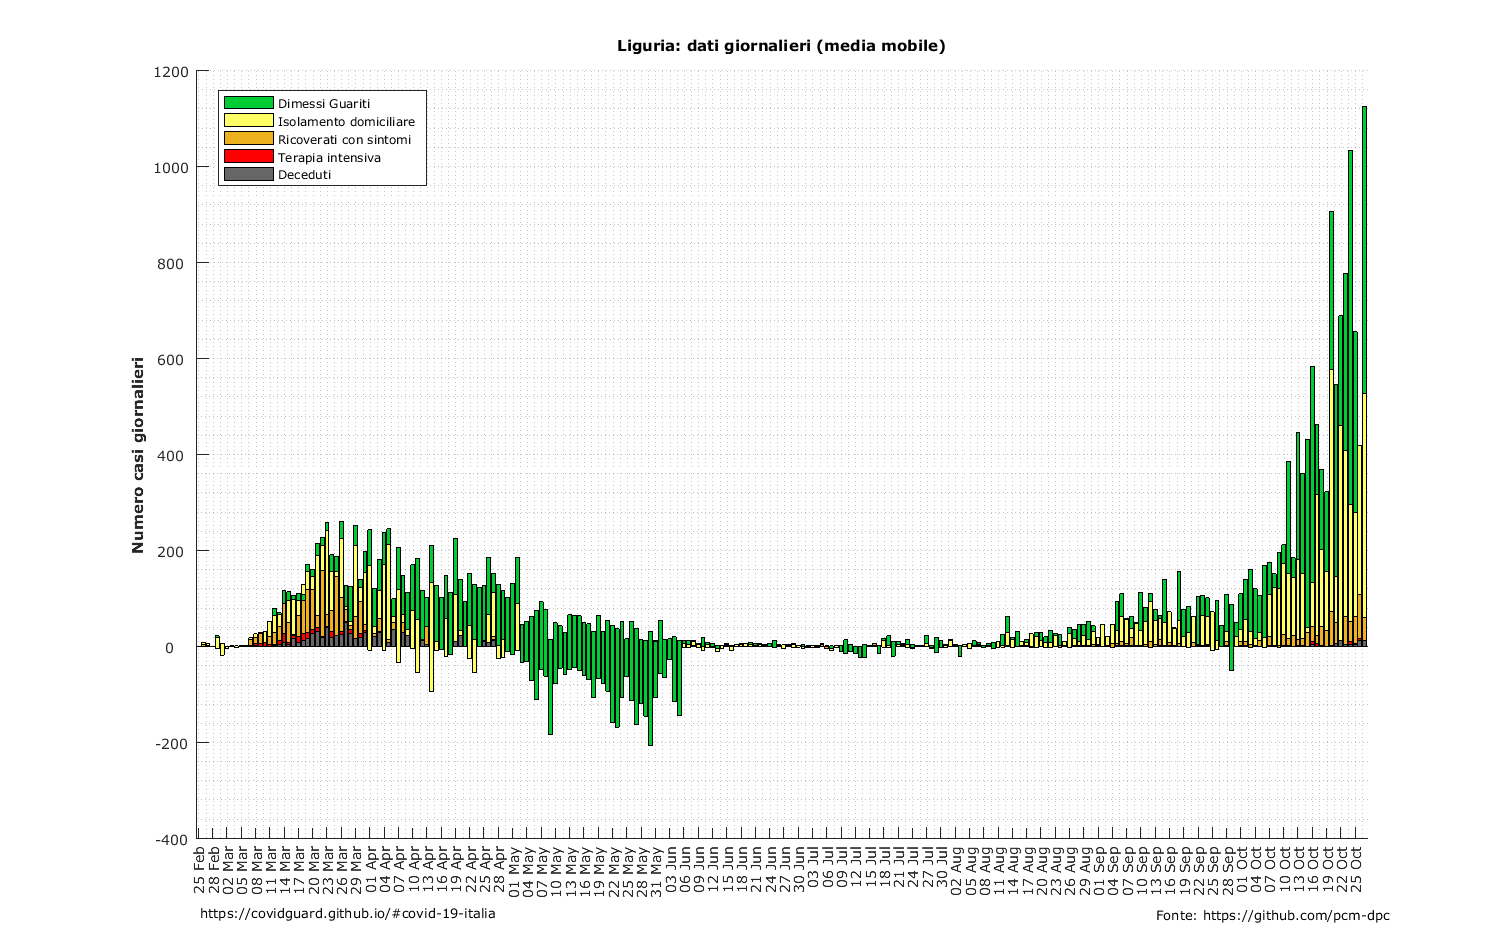 Liguria: dati giornalieri (media mobile)
1200
1000
800
600
400
200
0
-200
-400
Numero casi giornalieri
Dimessi Guariti
Isolamento domiciliare
Ricoverati con sintomi
Terapia intensiva
Deceduti
25 Feb
28 Feb
02 Mar
05 Mar
08 Mar
11 Mar
14 Mar
17 Mar
20 Mar
23 Mar
26 Mar
29 Mar
01 Apr
04 Apr
07 Apr
10 Apr
13 Apr
16 Apr
19 Apr
22 Apr
25 Apr
28 Apr
01 May
04 May
07 May
10 May
13 May
16 May
19 May
22 May
25 May
28 May
31 May
03 Jun
06 Jun
09 Jun
12 Jun
15 Jun
18 Jun
21 Jun
24 Jun
27 Jun
30 Jun
03 Jul
06 Jul
09 Jul
12 Jul
15 Jul
18 Jul
21 Jul
24 Jul
27 Jul
30 Jul
02 Aug
05 Aug
08 Aug
11 Aug
14 Aug
17 Aug
20 Aug
23 Aug
26 Aug
29 Aug
01 Sep
04 Sep
07 Sep
10 Sep
13 Sep
16 Sep
19 Sep
22 Sep
25 Sep
28 Sep
01 Oct
04 Oct
07 Oct
10 Oct
13 Oct
16 Oct
19 Oct
22 Oct
25 Oct
https://covidguard.github.io/#covid-19-italia
Fonte: https://github.com/pcm-dpc